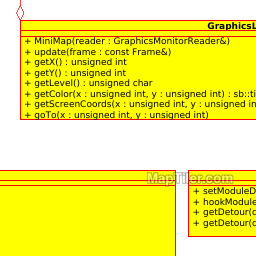 GraphicsL
+ MiniMap(reader : GraphicsMonitorReader&)
+ update(frame : const Frame&)
+ getX() : unsigned int
+ getY() : unsigned int
+ getLevel() : unsigned char
+ getColor(x : unsigned int, y : unsigned int) : sb::ti
+ getScreenCoords(x : unsigned int, y : unsigned in
+ goTo(x : unsigned int, y : unsigned int)
MapTiler.com
+ setModuleD
+ hookModule
+ getDetour(c
+ getDetour(c